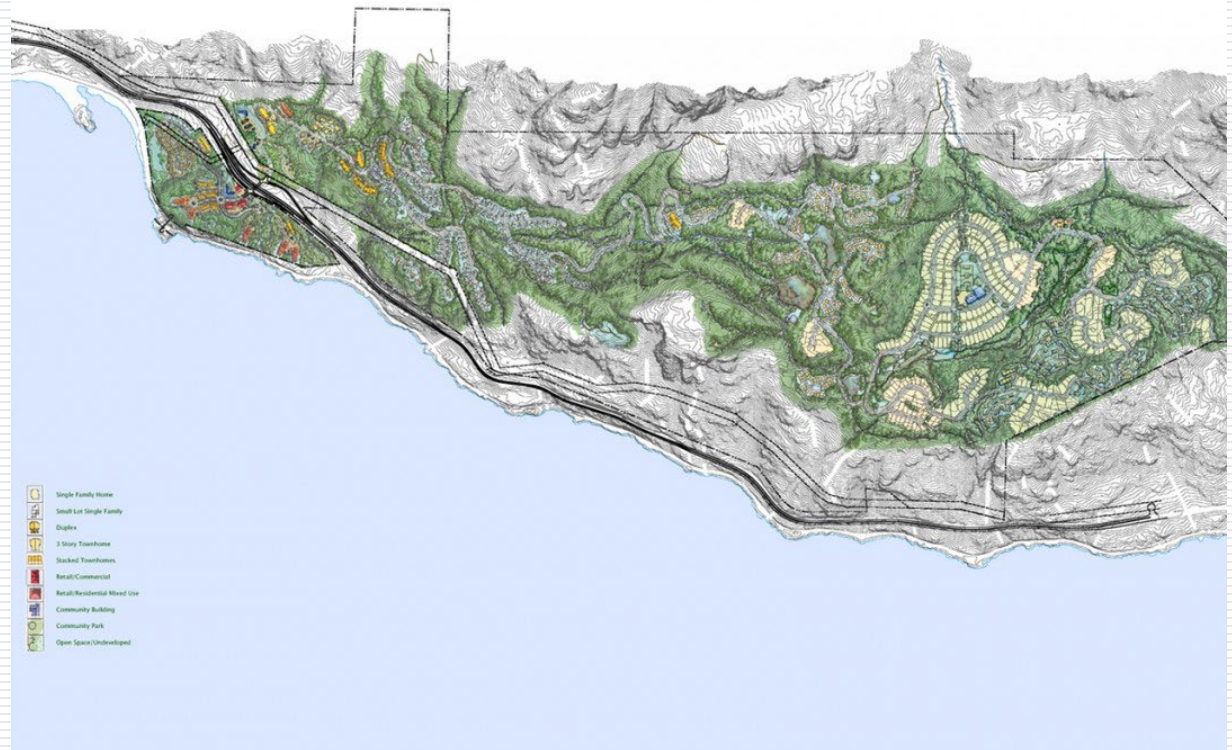 Single Family Home
Small Lot Single Family
Duplex
3 Story Townhome
Stacked Townhomes
Retail/Commercial
Retail/Residential Mixed Use
Community Building
Community Park
Open Space/Undeveloped